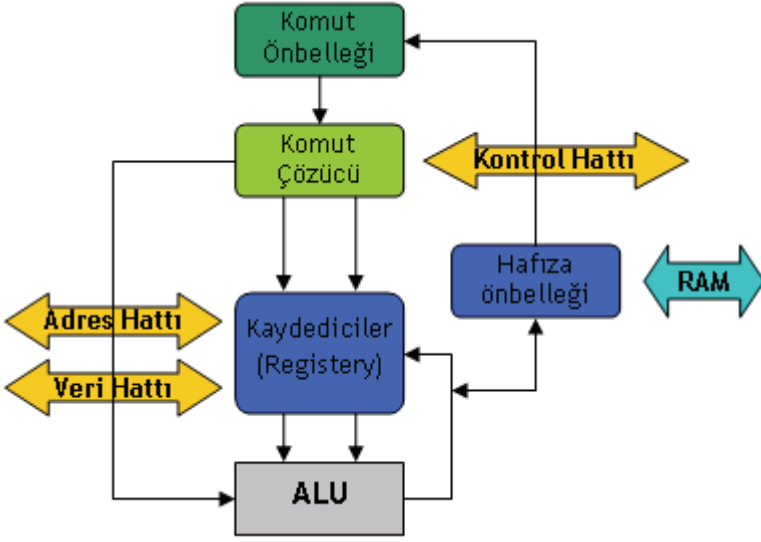 Komut
Önbelleği
Komut
Çözücü
Kontrol Hattı
Hafıza
önbelleği
RAM
Adres Hattı
Kaydediciler
(Registery)
Veri Hattı
ALU